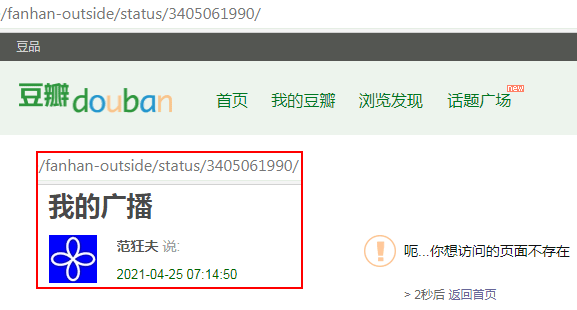 /fanhan-outside/status/3405061990/
豆品
豆瓣douban 首页 我的豆瓣 浏览发现 话题广场 new
/fanhan-outside/status/3405061990/
我的广播
范狂夫 说:
2021-04-25 07:14:50
呃...你想访问的页面不存在
> 2秒后 返回首页